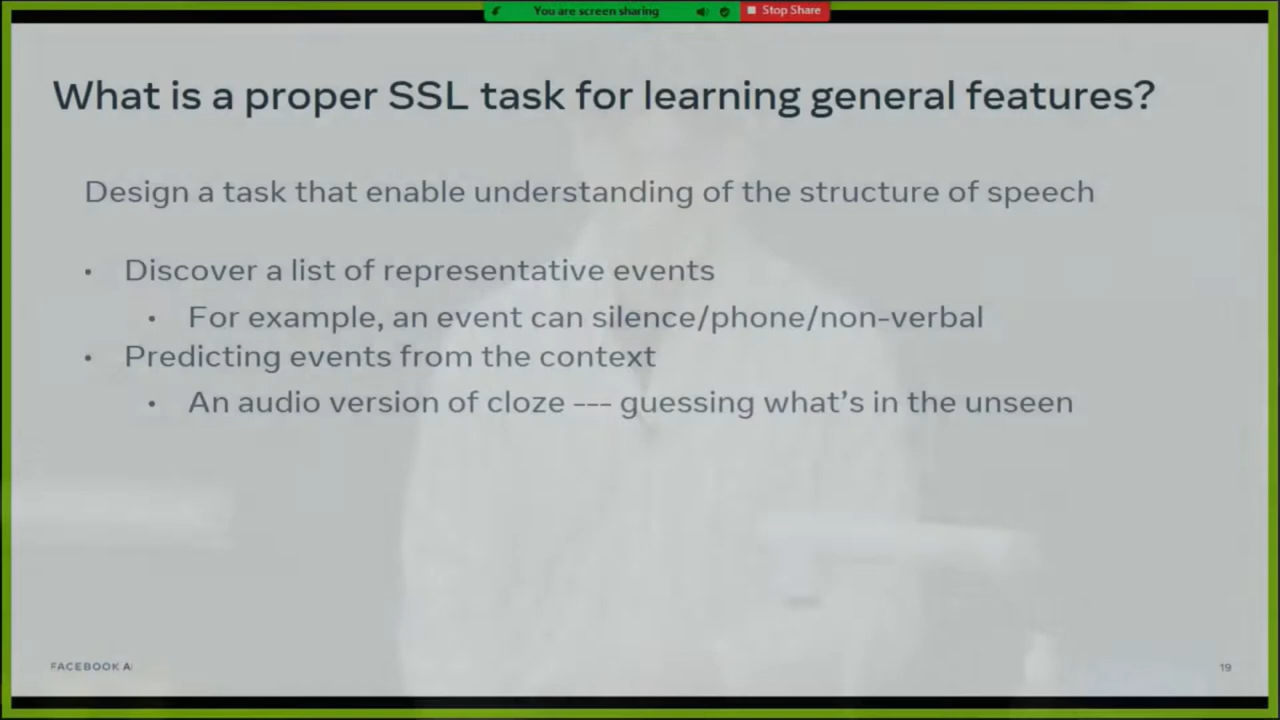 You are screen sharing
Stop Share
What is a proper SSL task for learning general features?
Design a task that enable understanding of the structure of speech
• Discover a list of representative events
• For example, an event can silence/phone/non-verbal
• Predicting events from the context
• An audio version of cloze --- guessing what's in the unseen
FACEBOOK AI
19